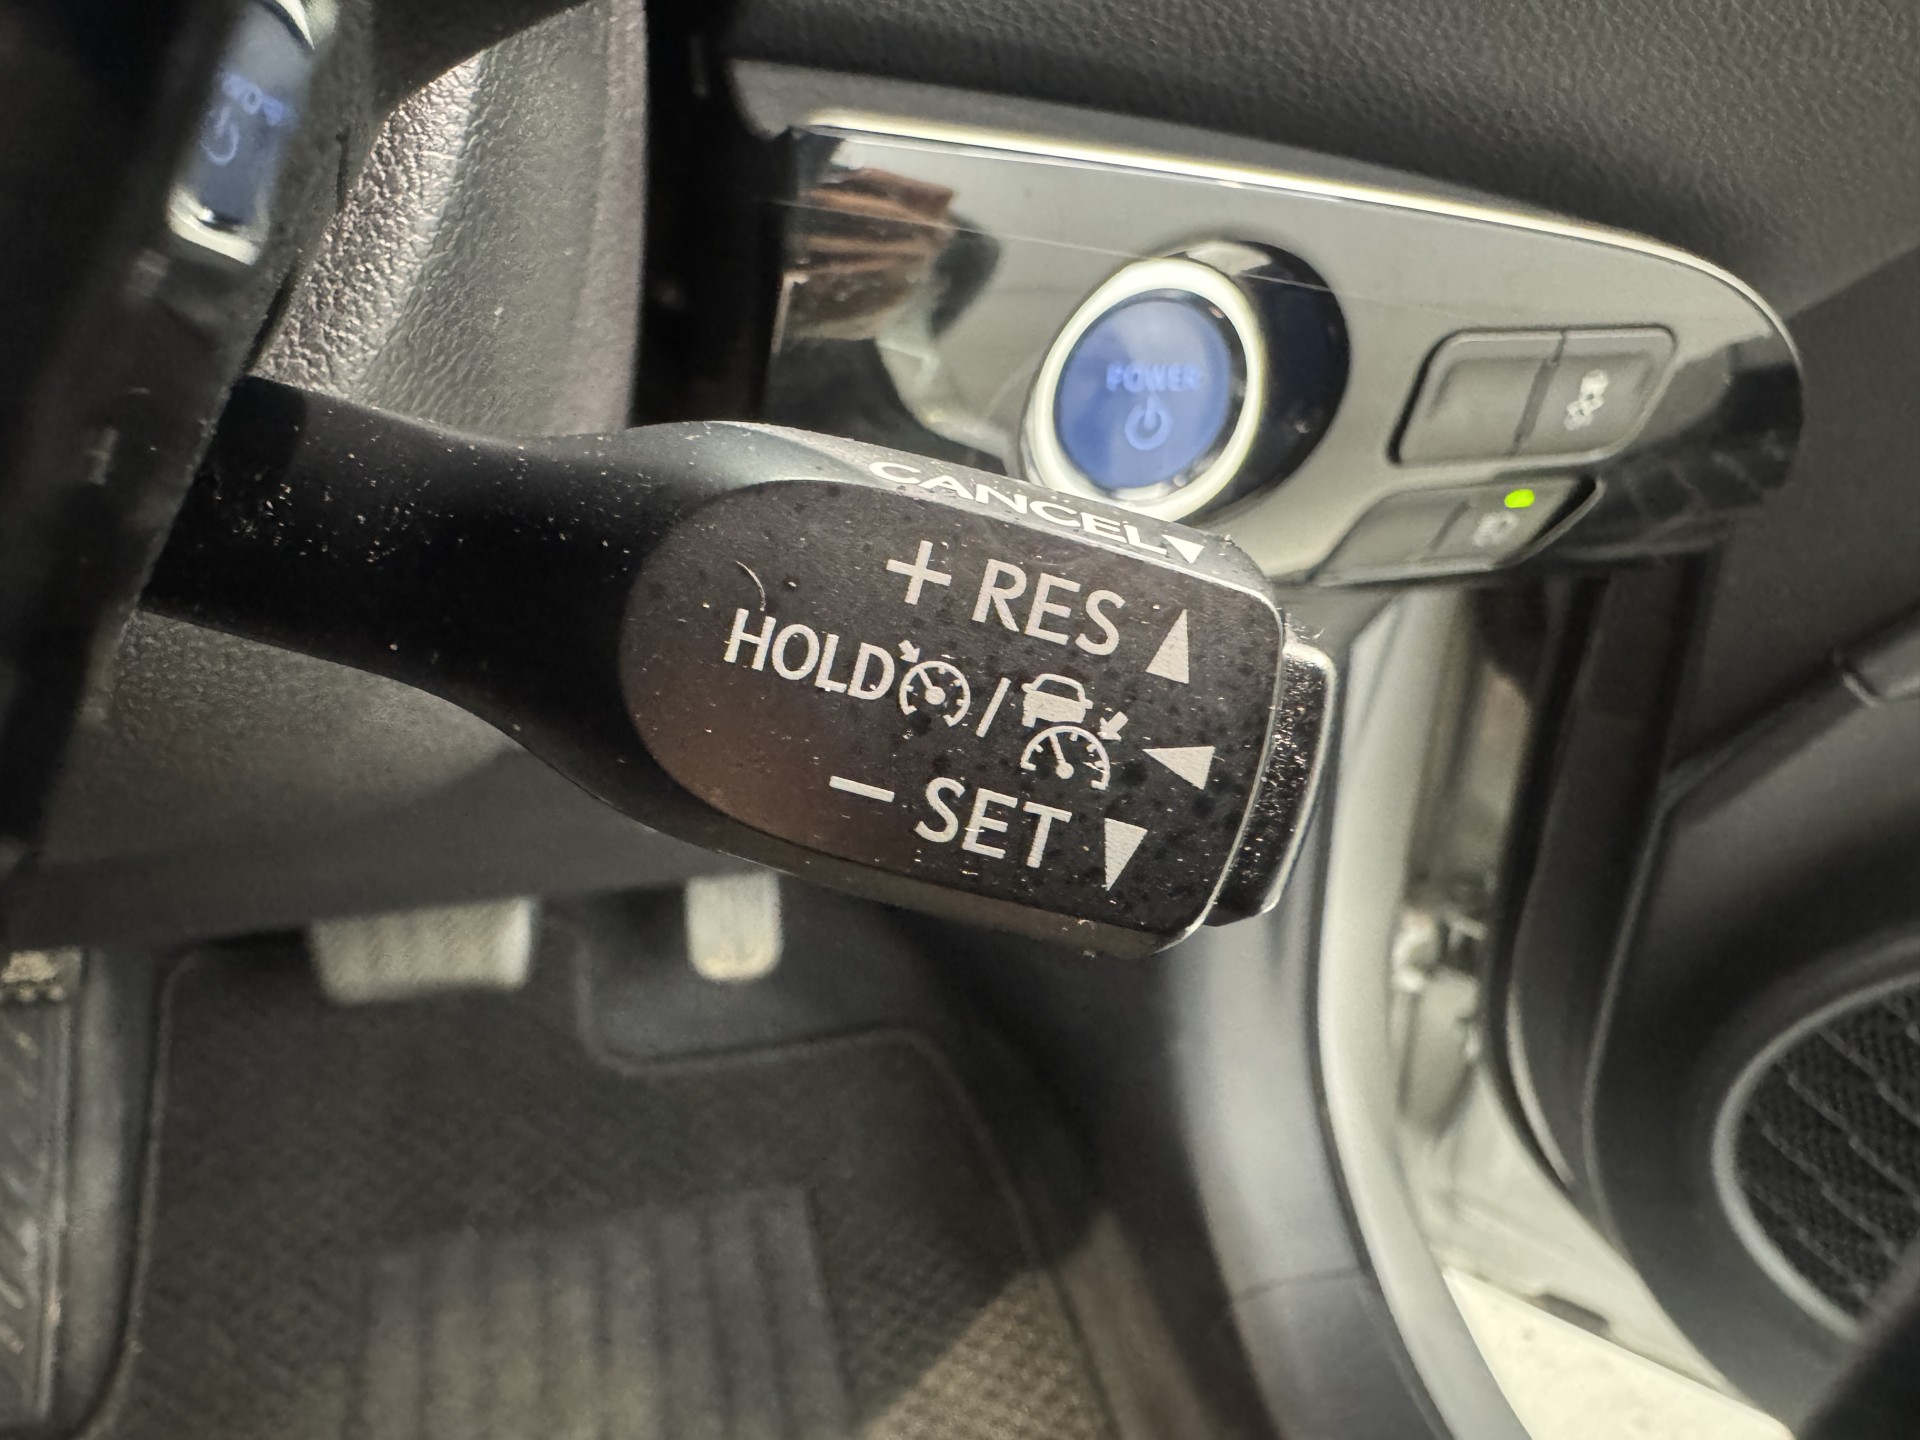 POWER
CANCEL
+ RES
HOLD /
− SET